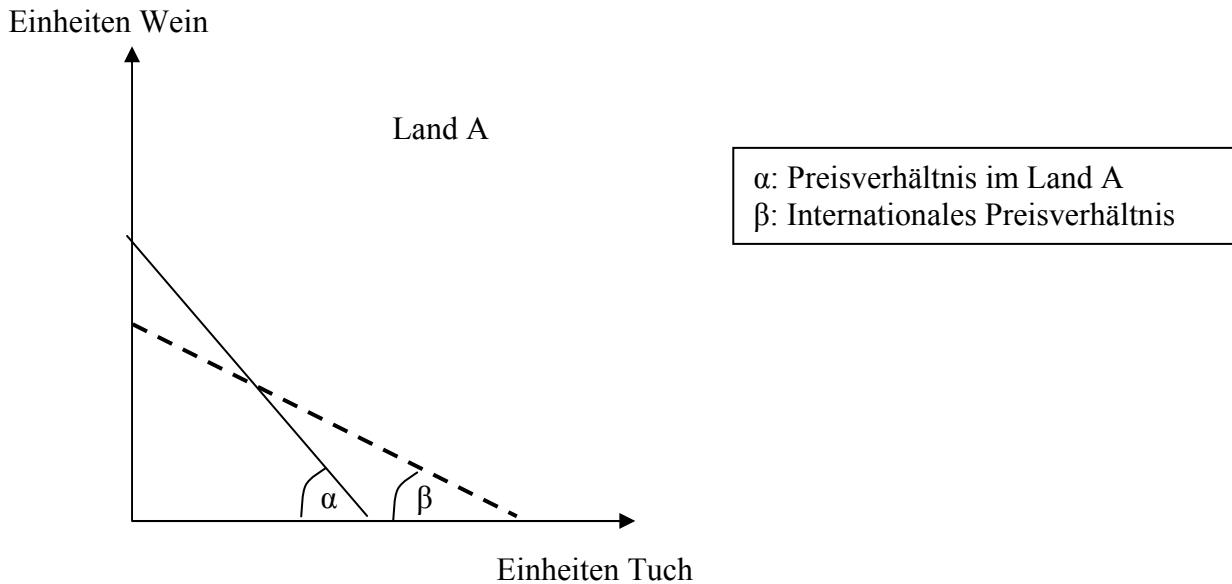 Einheiten Wein
Land A
α: Preisverhältnis im Land A
β: Internationales Preisverhältnis
α
β
Einheiten Tuch